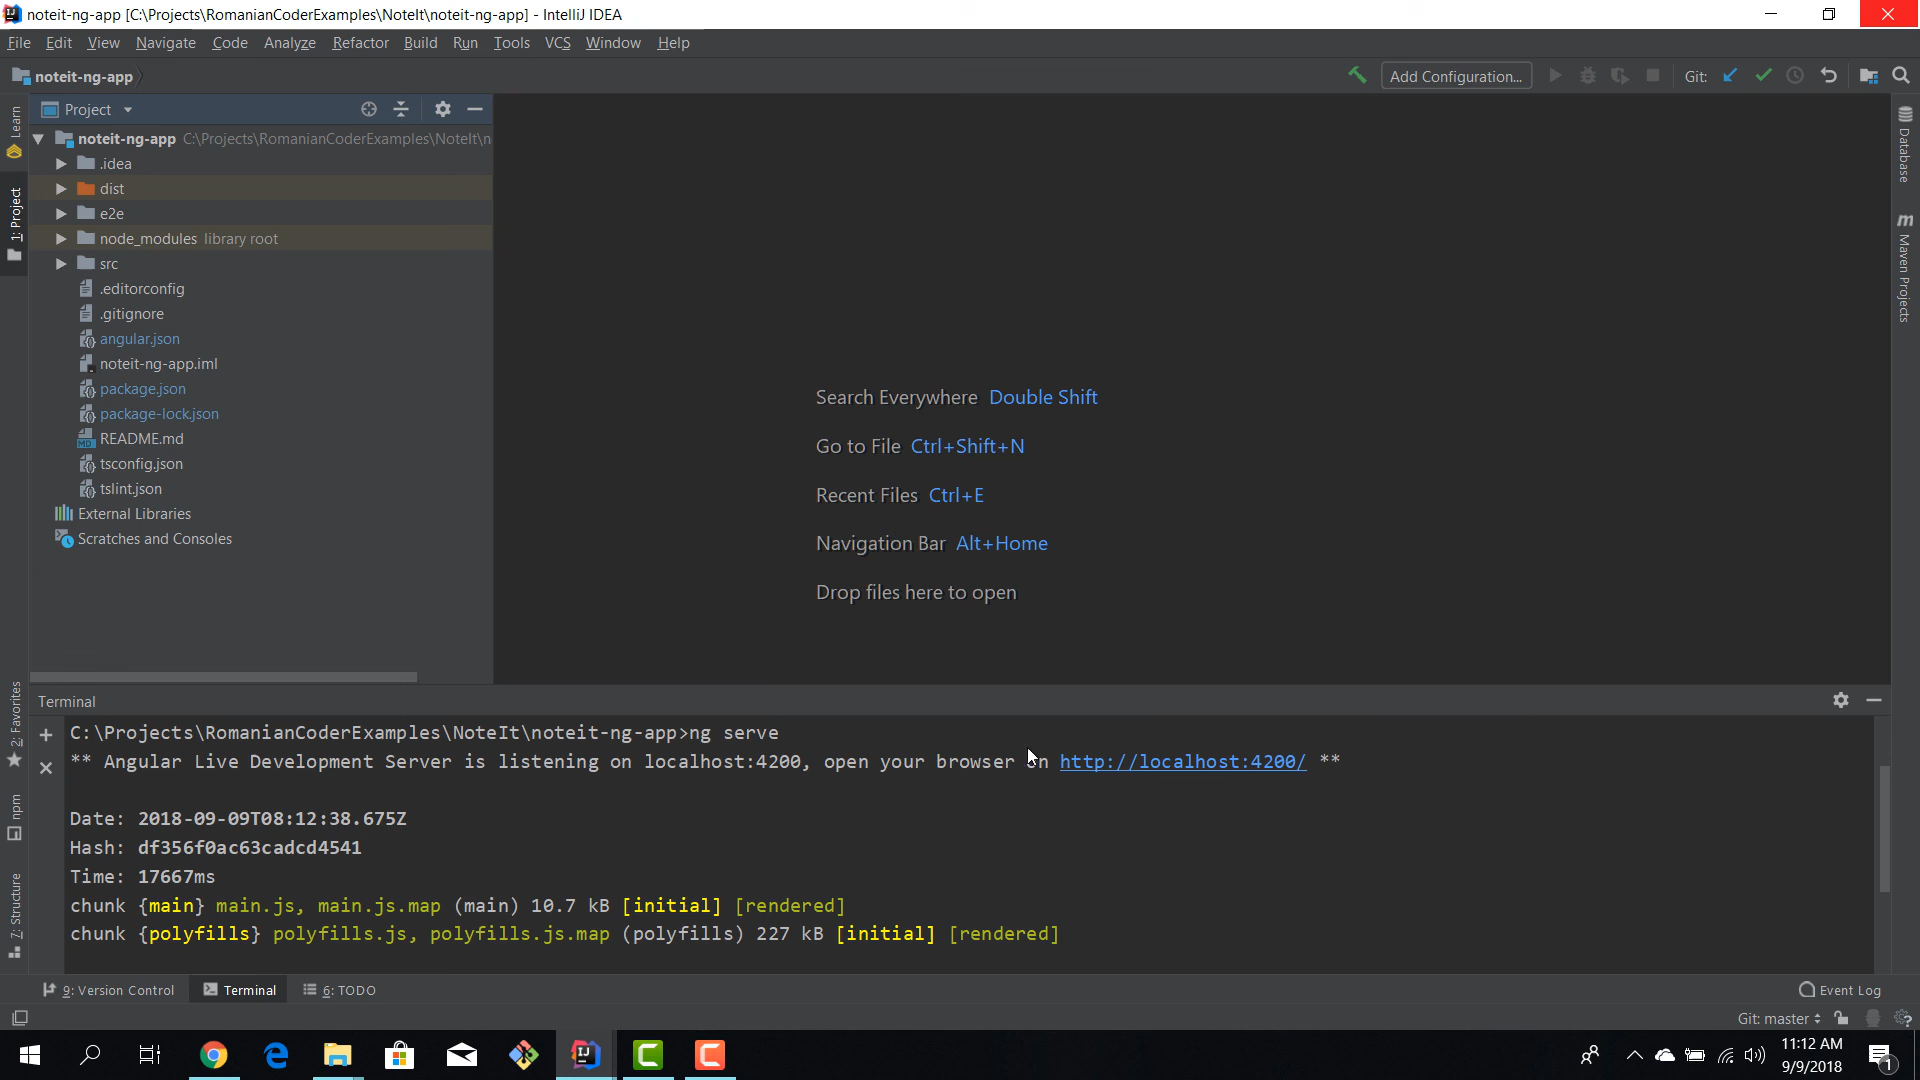 noteit-ng-app [C:\Projects\RomanianCoderExamples\NoteIt\noteit-ng-app] - IntelliJ IDEA
File Edit View Navigate Code Analyze Refactor Build Run Tools VCS Window Help
noteit-ng-app
Add Configuration...
Git:
Project
noteit-ng-app C:\Projects\RomanianCoderExamples\NoteIt\n
.idea
dist
e2e
node_modules library root
src
.editorconfig
.gitignore
angular.json
noteit-ng-app.iml
package.json
package-lock.json
README.md
tsconfig.json
tslint.json
External Libraries
Scratches and Consoles
Learn
1: Project
2: Favorites
npm
7: Structure
Database
Maven Projects
Search Everywhere Double Shift
Go to File Ctrl+Shift+N
Recent Files Ctrl+E
Navigation Bar Alt+Home
Drop files here to open
Terminal
C:\Projects\RomanianCoderExamples\NoteIt\noteit-ng-app>ng serve
** Angular Live Development Server is listening on localhost:4200, open your browser on http://localhost:4200/ **
Date: 2018-09-09T08:12:38.675Z
Hash: df356f0ac63cadcd4541
Time: 17667ms
chunk {main} main.js, main.js.map (main) 10.7 kB [initial] [rendered]
chunk {polyfills} polyfills.js, polyfills.js.map (polyfills) 227 kB [initial] [rendered]
9: Version Control Terminal 6: TODO Event Log
Git: master
11:12 AM
9/9/2018
1